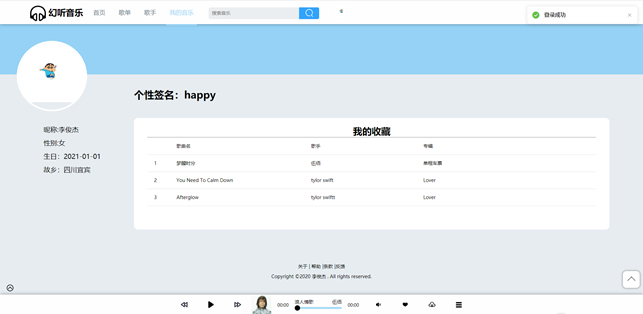 幻听音乐 首页 歌单 歌手 我的音乐 搜索音乐
登录成功
个性签名：happy
昵称:李俊杰
性别:女
生日：2021-01-01
故乡：四川宜宾
我的收藏
歌曲名 歌手 专辑
1 伍佰 单程车票
2 You Need To Calm Down tylor swift Lover
3 Afterglow tylor swiftt Lover
关于 | 帮助 |条款 |反馈
Copyright ©2020 李俊杰 . All rights reserved.
00:00 浪人情歌 伍佰 00:00